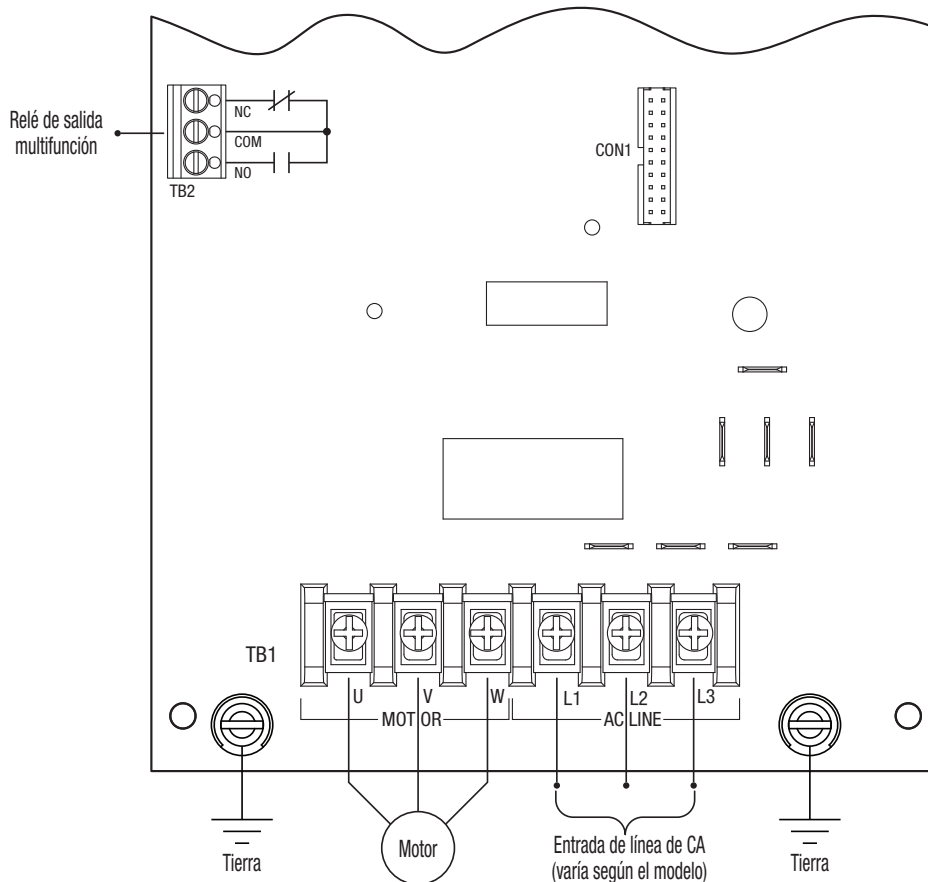 NC
Relé de salida
multifunción
COM
NO
TB2
CON1
TB1
U V W L1 L2 L3
MOTOR AC LINE
Tierra
Motor
Entrada de línea de CA
(varía según el modelo)
Tierra